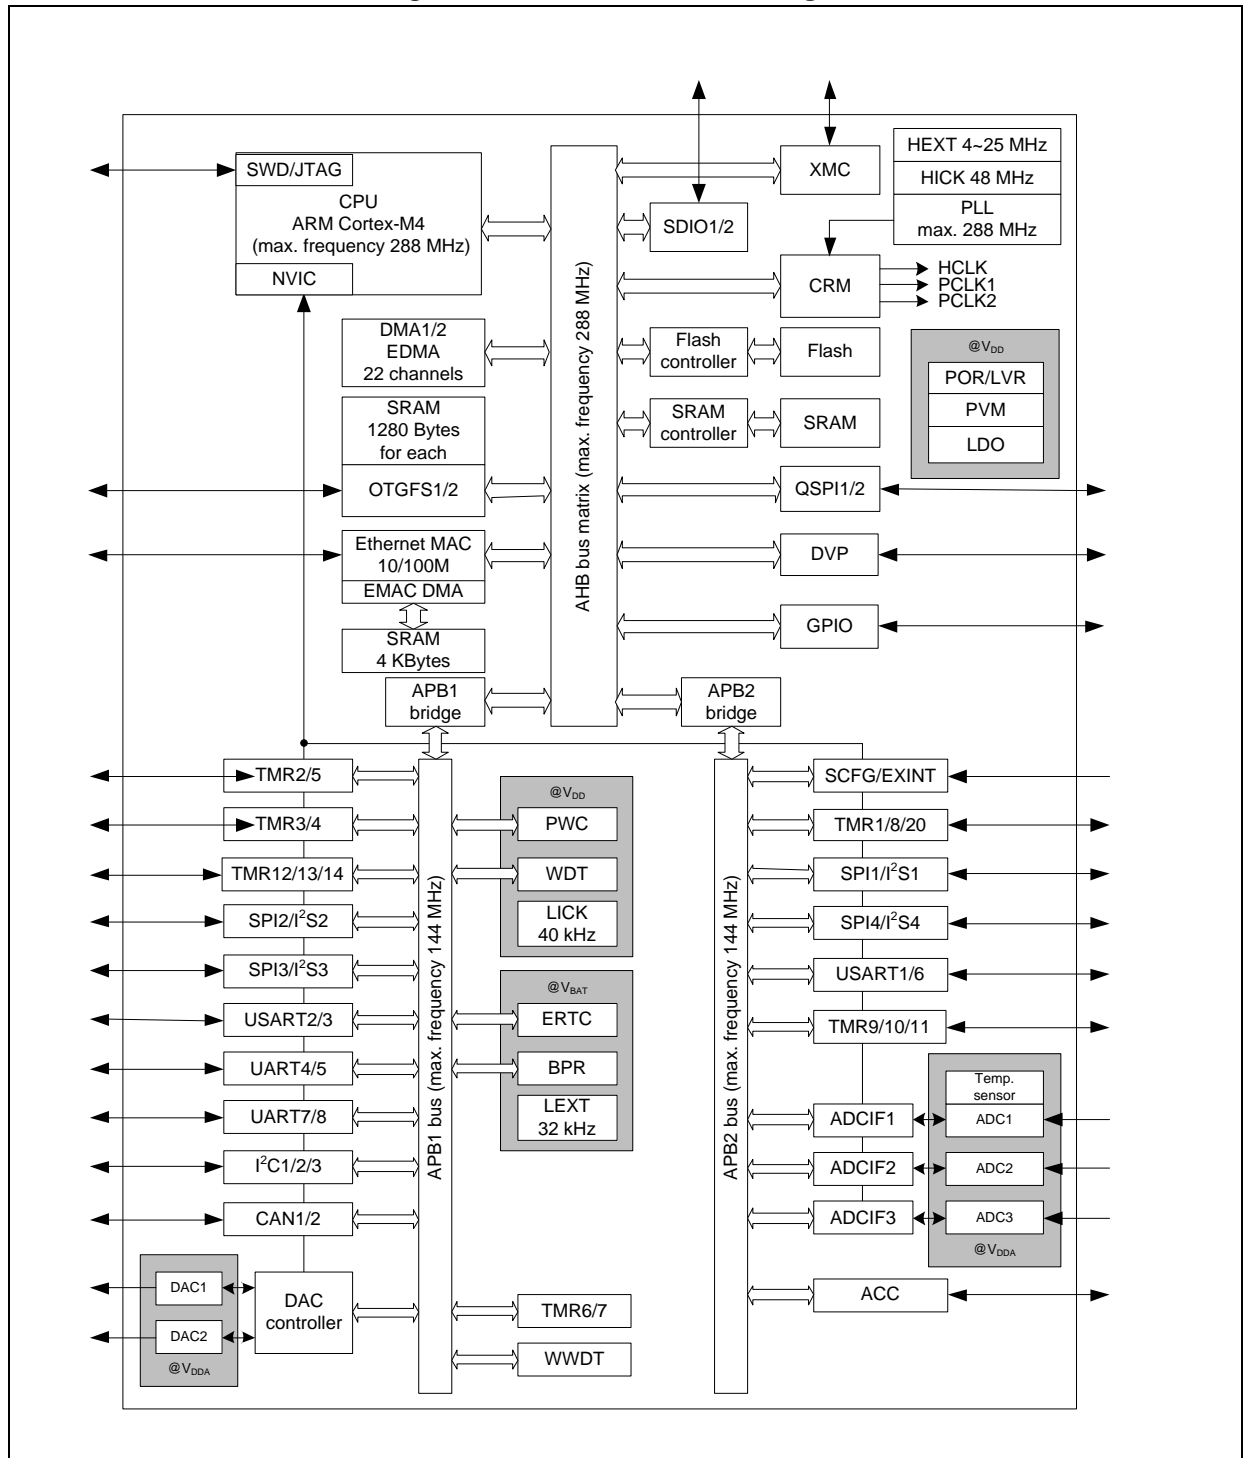 SWD/JTAG
CPU
ARM Cortex-M4
(max. frequency 288 MHz)
NVIC
DMA1/2
EDMA
22 channels
SRAM
1280 Bytes
for each
OTGFS1/2
Ethernet MAC
10/100M
EMAC DMA
SRAM
4 KBytes
APB1
bridge
AHB bus matrix (max. frequency 288 MHz)
XMC
SDIO1/2
HEXT 4~25 MHz
HICK 48 MHz
PLL
max. 288 MHz
CRM
HCLK
PCLK1
PCLK2
Flash
controller
Flash
SRAM
controller
SRAM
@VDD
POR/LVR
PVM
LDO
QSPI1/2
DVP
GPIO
APB2
bridge
TMR2/5
TMR3/4
TMR12/13/14
SPI2/I²S2
SPI3/I²S3
USART2/3
UART4/5
UART7/8
I²C1/2/3
CAN1/2
DAC1
DAC2
@VDDA
DAC
controller
APB1 bus (max. frequency 144 MHz)
@VDD
PWC
WDT
LICK
40 kHz
@VBAT
ERTC
BPR
LEXT
32 kHz
TMR6/7
WWDT
APB2 bus (max. frequency 144 MHz)
SCFG/EXINT
TMR1/8/20
SPI1/I²S1
SPI4/I²S4
USART1/6
TMR9/10/11
ADCIF1
ADCIF2
ADCIF3
Temp.
sensor
ADC1
ADC2
ADC3
@VDDA
ACC